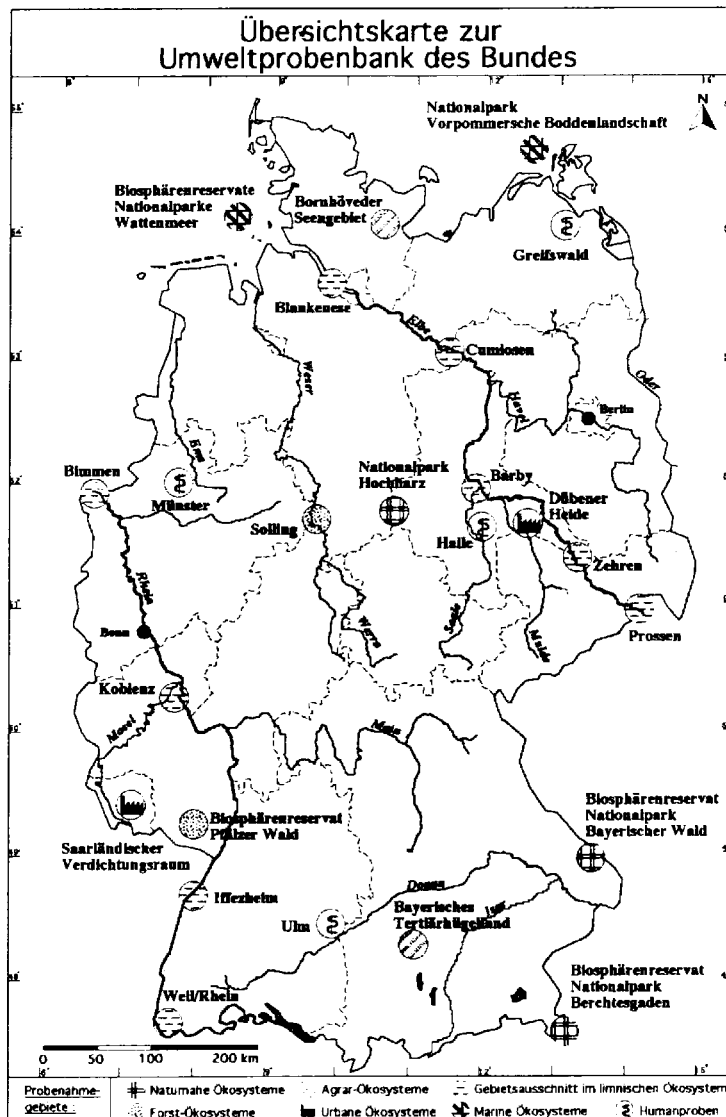 Übersichtskarte zur
Umweltprobenbank des Bundes
N
Nationalpark
Vorpommersche Boddenlandschaft
Biosphärenreservate
Nationalparke
Wattenmeer
Bornhöveder
Seengebiet
Greifswald
Blankenese
Elbe
Cumlosen
Weser
Havel
Oder
Berlin
Ems
Bimmen
Münster
Nationalpark
Hochharz
Barby
Dübener
Heide
Solling
Halle
Zehren
Rhein
Bonn
Werra
Saale
Mulde
Prossen
Koblenz
Mosel
Main
Biosphärenreservat
Nationalpark
Bayerischer Wald
Biosphärenreservat
Pfälzer Wald
Saarländischer
Verdichtungsraum
Donau
Iffezheim
Ulm
Bayerisches
Tertiärhügelland
Isar
Weil/Rhein
Biosphärenreservat
Nationalpark
Berchtesgaden
0 50 100 200 km
Probenahme-
gebiete :
Naturnahe Ökosysteme
Agrar-Ökosysteme
Gebietsausschnitt im limnischen Ökosystem
Forst-Ökosysteme
Urbane Ökosysteme
Marine Ökosysteme
Humanproben